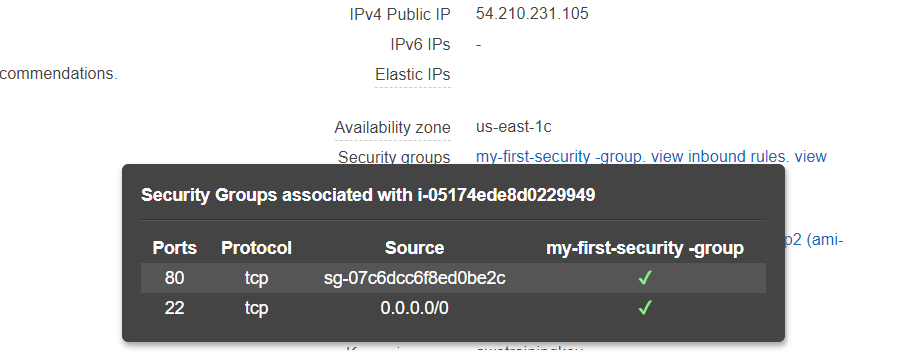 IPv4 Public IP 54.210.231.105
IPv6 IPs -
commendations. Elastic IPs
Availability zone us-east-1c
Security groups my-first-security -group. view inbound rules. view
Security Groups associated with i-05174ede8d0229949
p2 (ami-
Ports Protocol Source my-first-security -group
80 tcp sg-07c6dcc6f8ed0be2c ✓
22 tcp 0.0.0.0/0 ✓